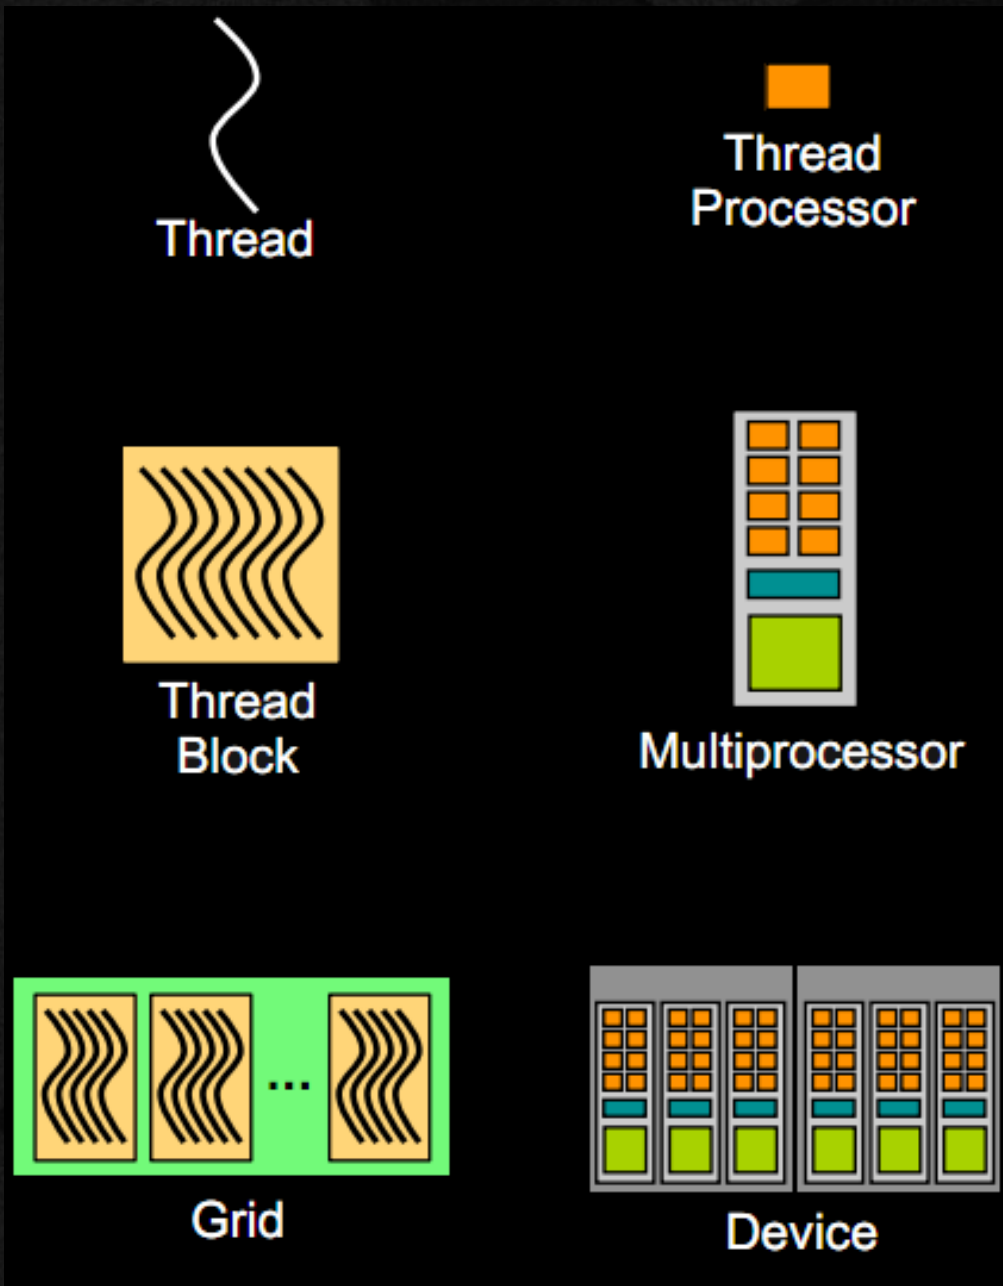 Thread
Thread
Processor
Thread
Block
Multiprocessor
...
Grid
Device